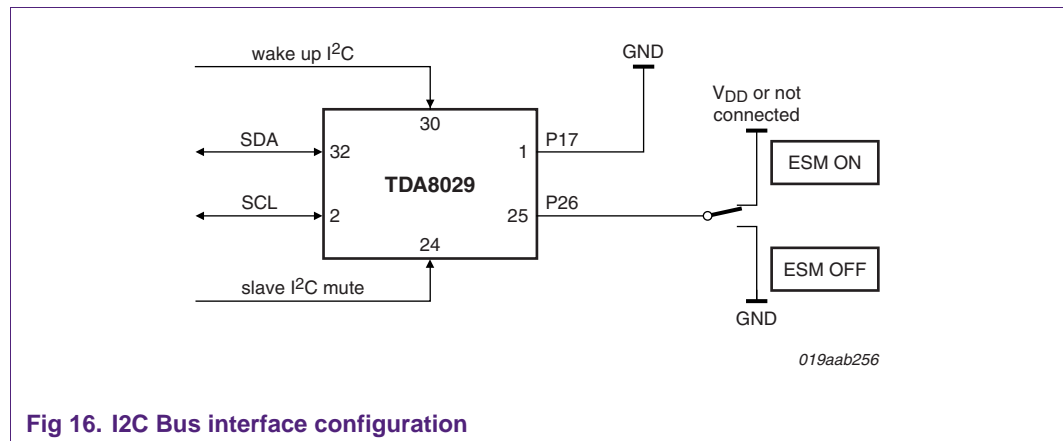 wake up I²C
GND
V_DD or not
connected
30
SDA
32
1
P17
ESM ON
TDA8029
SCL
2
25
P26
24
ESM OFF
slave I²C mute
GND
019aab256
Fig 16. I2C Bus interface configuration